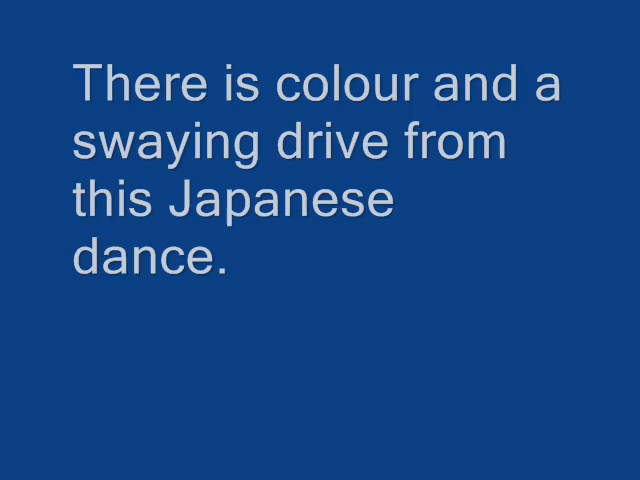 There is colour and a
swaying drive from
this Japanese
dance.